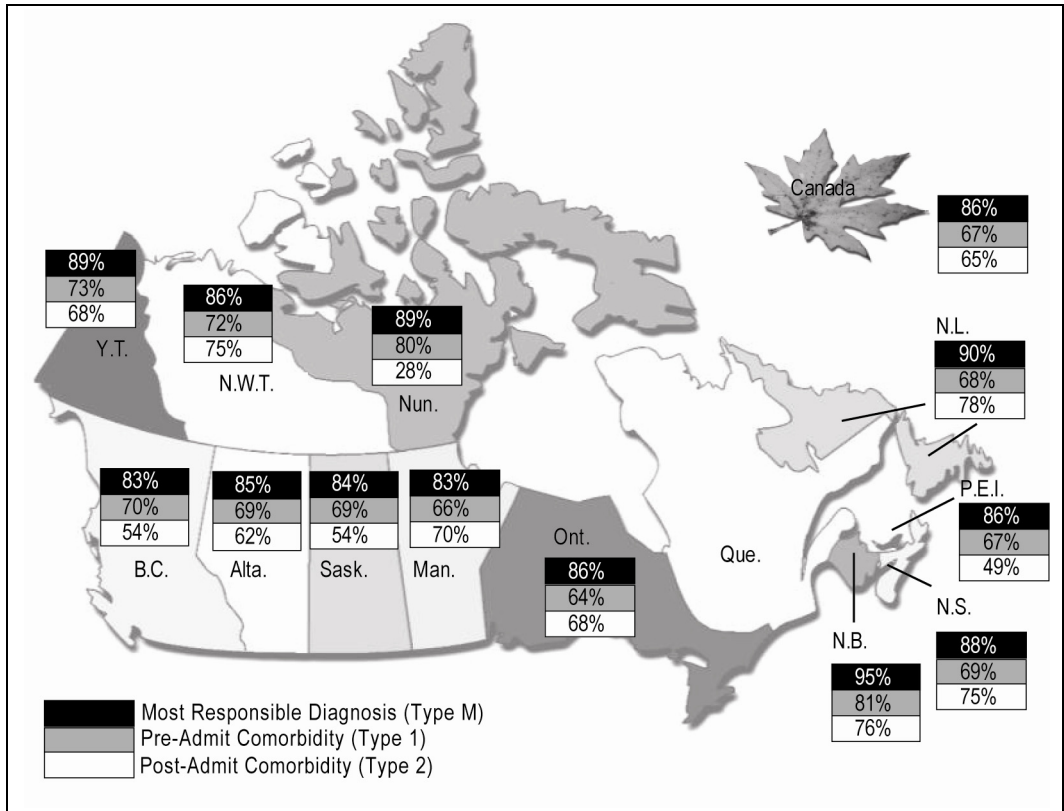 Canada
86%
67%
65%
89%
73%
68%
Y.T.
86%
72%
75%
N.W.T.
89%
80%
28%
Nun.
N.L.
90%
68%
78%
83%
70%
54%
B.C.
85%
69%
62%
Alta.
84%
69%
54%
Sask.
83%
66%
70%
Man.
Ont.
86%
64%
68%
Que.
P.E.I.
86%
67%
49%
N.S.
88%
69%
75%
N.B.
95%
81%
76%
Most Responsible Diagnosis (Type M)
Pre-Admit Comorbidity (Type 1)
Post-Admit Comorbidity (Type 2)